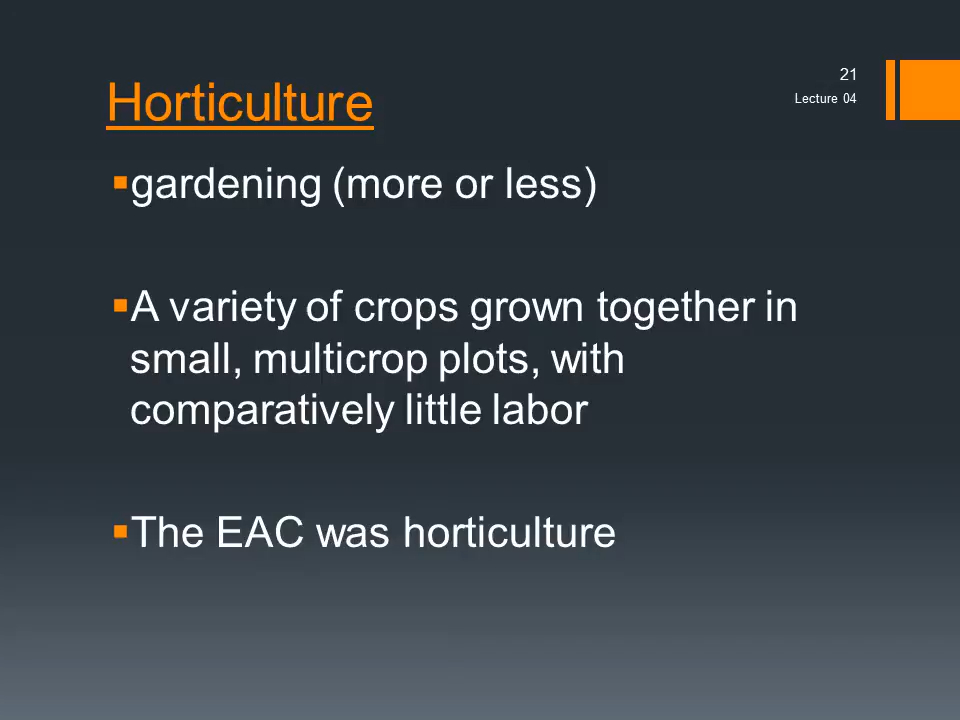 21
Lecture 04
Horticulture
▪gardening (more or less)
▪A variety of crops grown together in
small, multicrop plots, with
comparatively little labor
▪The EAC was horticulture